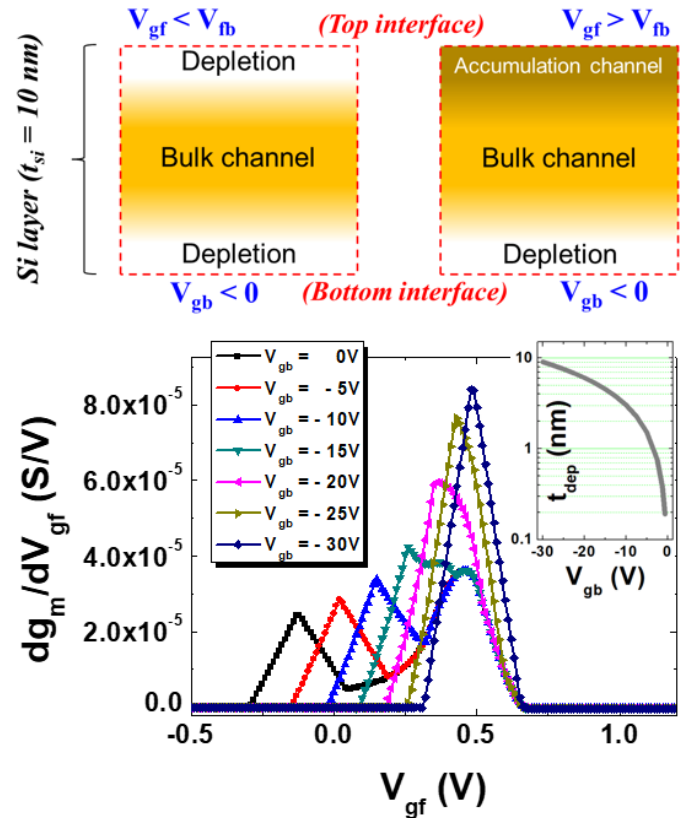 V_gf < V_fb (Top interface) V_gf > V_fb
Depletion Accumulation channel
Bulk channel Bulk channel
Depletion Depletion
V_gb < 0 (Bottom interface) V_gb < 0
Si layer (t_si = 10 nm)
V_gb = 0V
V_gb = - 5V
V_gb = - 10V
V_gb = - 15V
V_gb = - 20V
V_gb = - 25V
V_gb = - 30V
10
1
0.1
t_dep (nm)
-30 -20 -10 0
V_gb (V)
8.0x10^-5
6.0x10^-5
4.0x10^-5
2.0x10^-5
0.0
dg_m/dV_gf (S/V)
-0.5 0.0 0.5 1.0
V_gf (V)